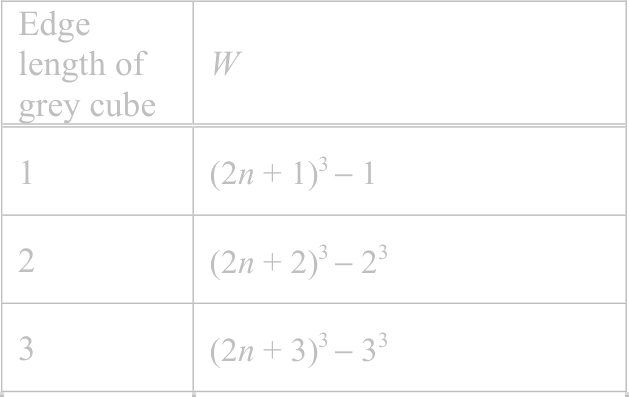 Edge
length of
grey cube
W
1
(2n + 1)³ – 1
2
(2n + 2)³ – 2³
3
(2n + 3)³ – 3³